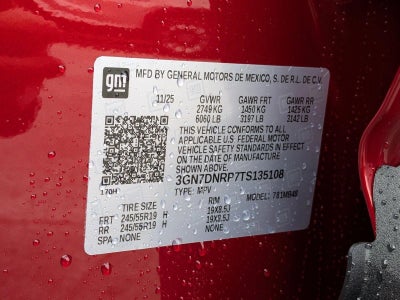 gm MFD BY GENERAL MOTORS DE MEXICO, S. DE R.L. DE C.V.
11/25 GVWR GAWR FRT GAWR RR
2749 KG 1450 KG 1425 KG
6060 LB 3197 LB 3142 LB
THIS VEHICLE CONFORMS TO ALL APPLICABLE
U.S. FEDERAL MOTOR
VEHICLE SAFETY STANDARDS IN EFFECT ON
THE DATE OF MANUFACTURE
SHOWN ABOVE.
3GN7DNRP7TS135108
170H TYPE: MPV MODEL:
TIRE SIZE RIM
FRT 245/55R19 H 19X8.5J
RR 245/55R19 H 19X8.5J
SPA NONE NONE